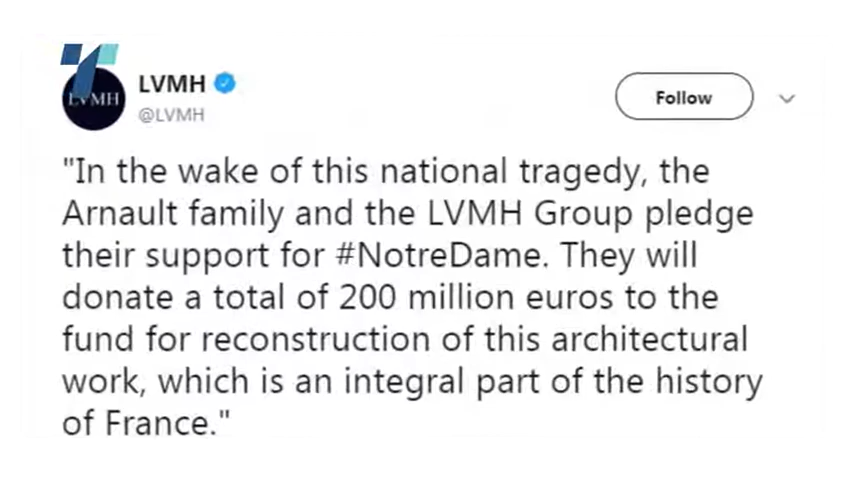 LVMH
LVMH
@LVMH
Follow
"In the wake of this national tragedy, the
Arnault family and the LVMH Group pledge
their support for #NotreDame. They will
donate a total of 200 million euros to the
fund for reconstruction of this architectural
work, which is an integral part of the history
of France."